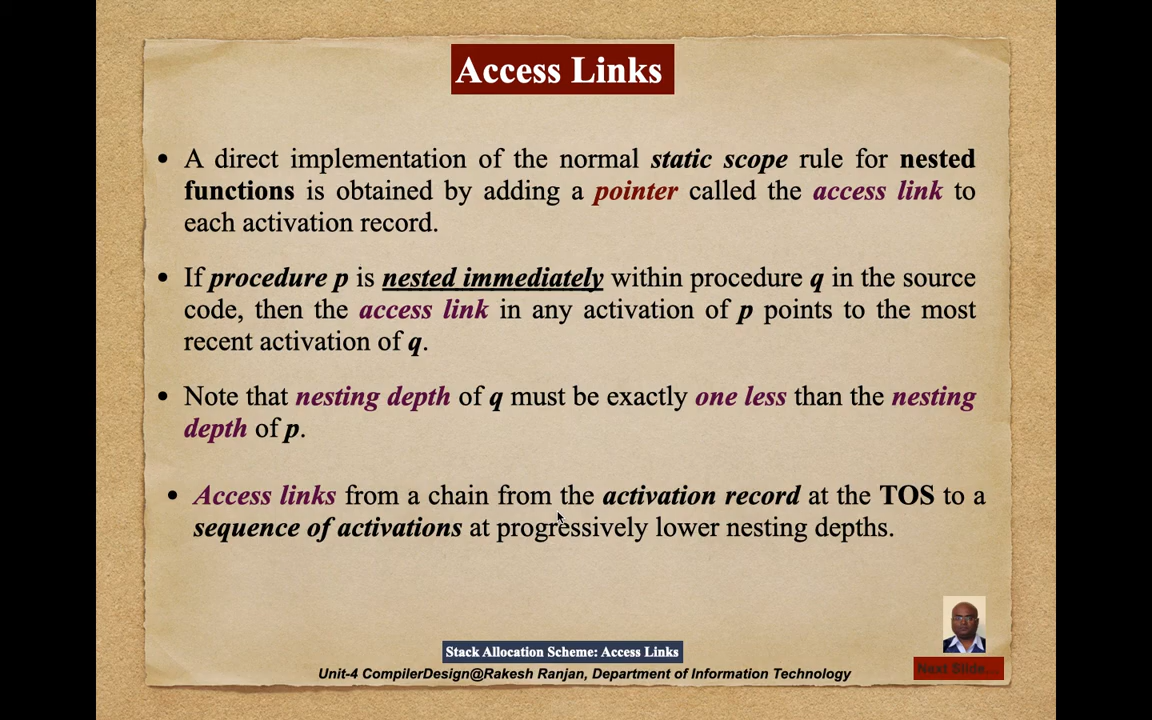 Access Links
• A direct implementation of the normal static scope rule for nested
functions is obtained by adding a pointer called the access link to
each activation record.
• If procedure p is nested immediately within procedure q in the source
code, then the access link in any activation of p points to the most
recent activation of q.
• Note that nesting depth of q must be exactly one less than the nesting
depth of p.
• Access links from a chain from the activation record at the TOS to a
sequence of activations at progressively lower nesting depths.
Stack Allocation Scheme: Access Links
Unit-4 CompilerDesign@Rakesh Ranjan, Department of Information Technology
Next Slide...